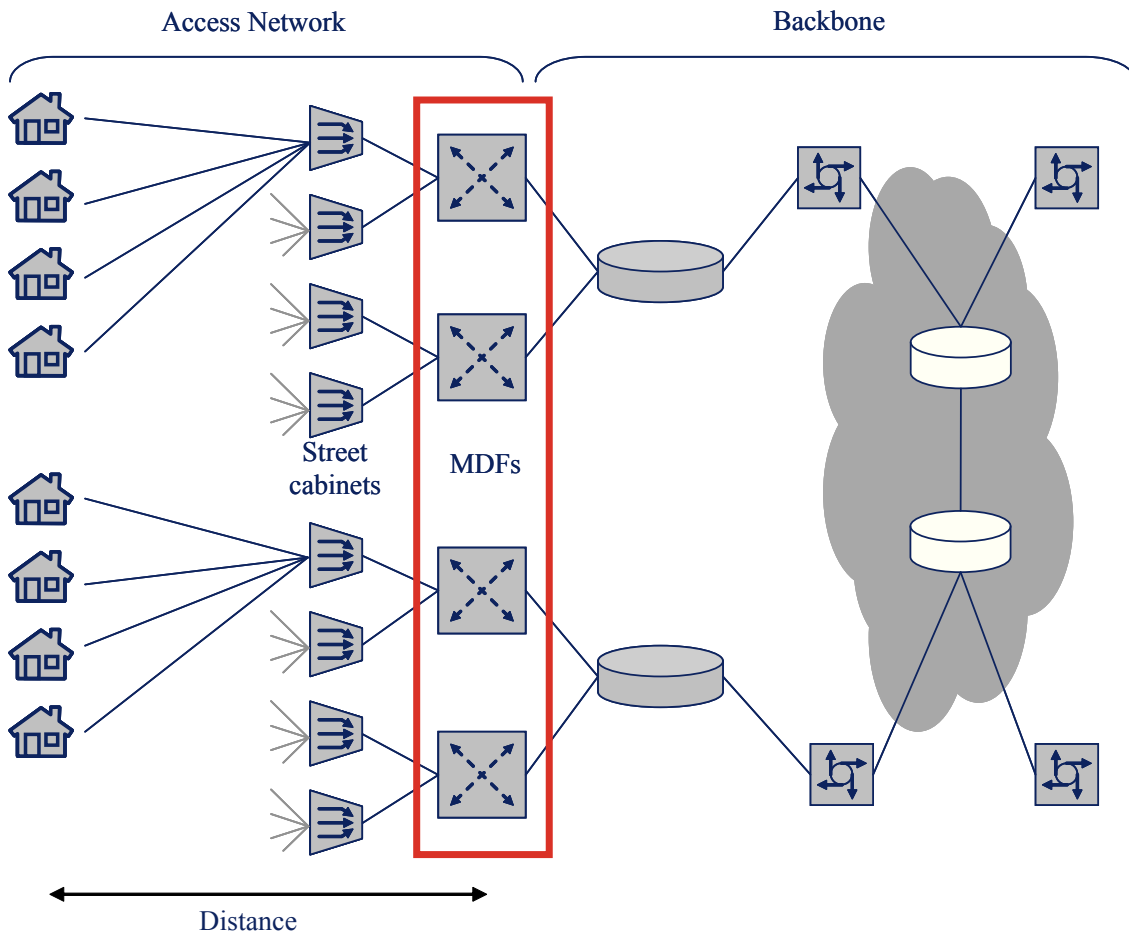 Access Network
Backbone
Street
cabinets
MDFs
Distance